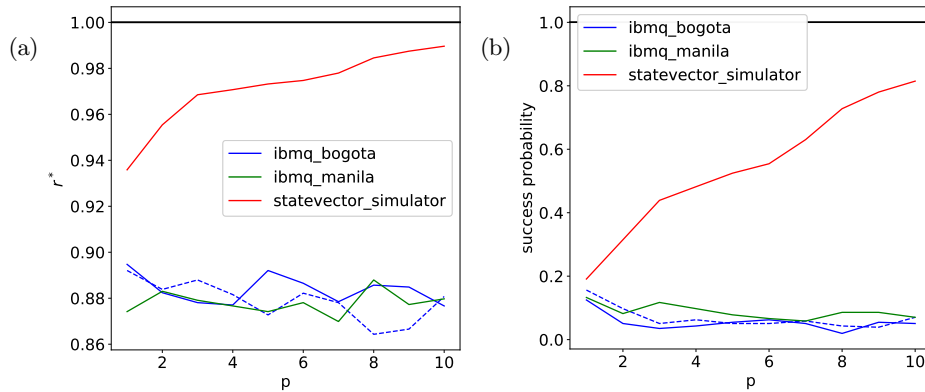 (a)
r*
1.00
0.98
0.96
0.94
0.92
0.90
0.88
0.86
ibmq_bogota
ibmq_manila
statevector_simulator
2 4 6 8 10
p
(b)
success probability
1.0
0.8
0.6
0.4
0.2
0.0
ibmq_bogota
ibmq_manila
statevector_simulator
2 4 6 8 10
p